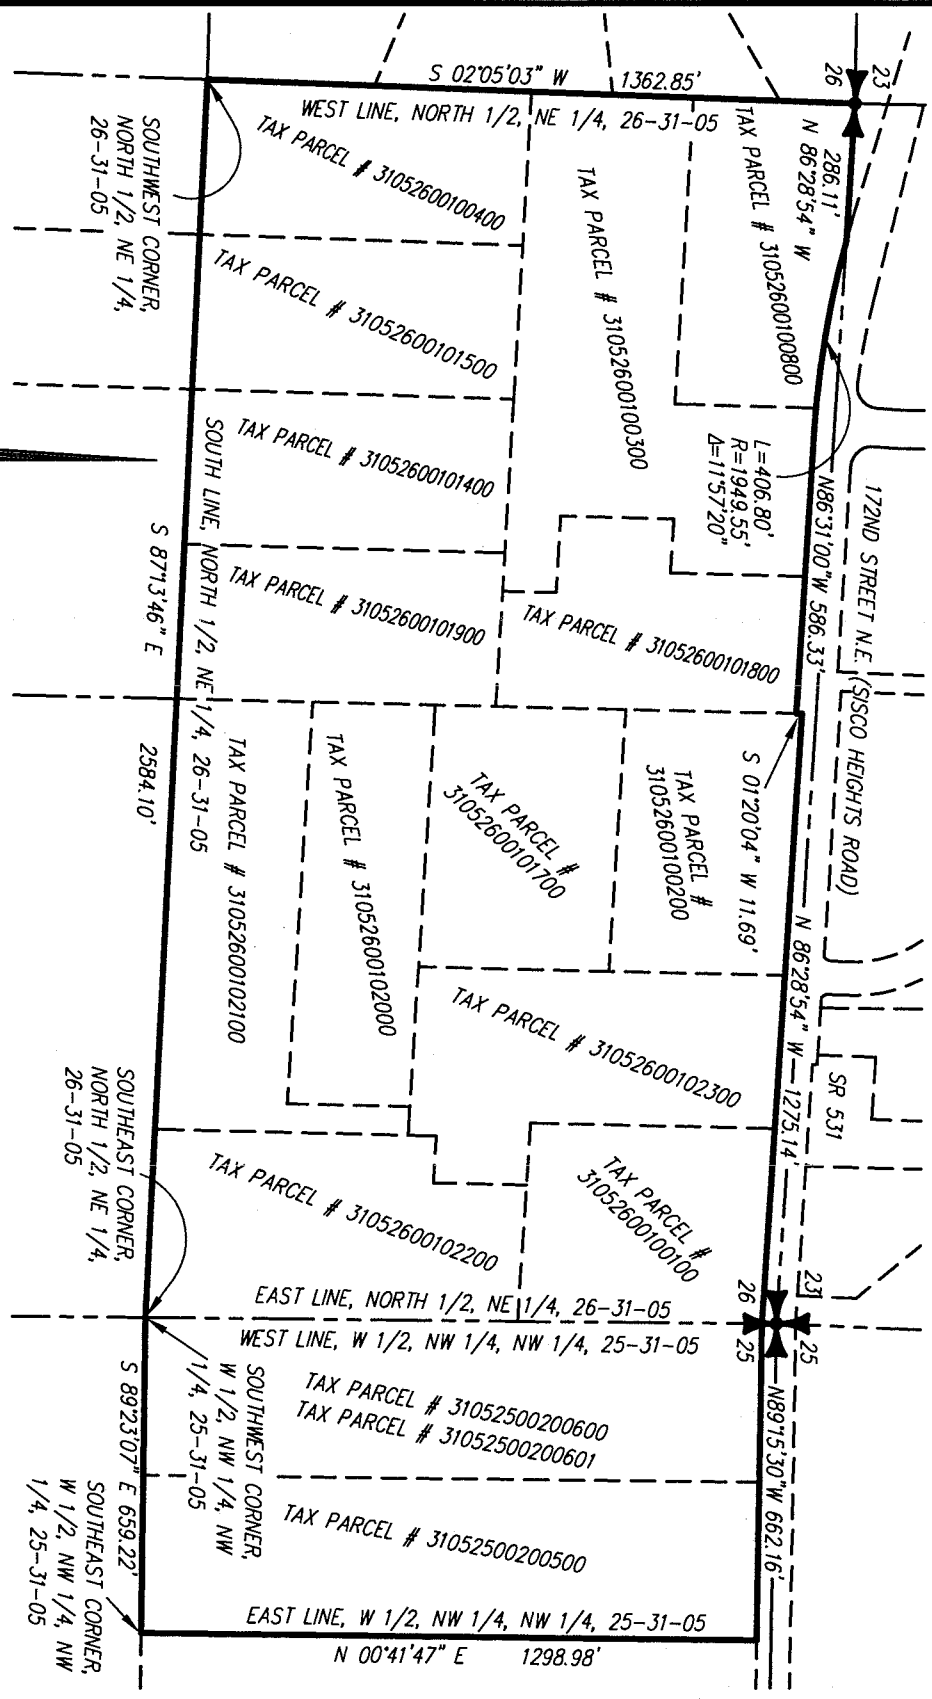 S 02°05'03" W 1362.85'
WEST LINE, NORTH 1/2, NE 1/4, 26-31-05
23
26
286.11'
N 86°28'54" W
TAX PARCEL # 31052600100800
TAX PARCEL # 31052600100300
TAX PARCEL # 31052600100400
SOUTHWEST CORNER,
NORTH 1/2, NE 1/4,
26-31-05
TAX PARCEL # 31052600101500
L=406.80'
R=1949.55'
Δ=11°57'20"
TAX PARCEL # 31052600101400
172ND STREET N.E. (SISCO HEIGHTS ROAD)
N86°31'00"W 586.33'
TAX PARCEL # 31052600101900
TAX PARCEL # 31052600101800
SOUTH LINE, NORTH 1/2, NE 1/4, 26-31-05
S 87°13'46" E 2584.10'
S 01°20'04" W 11.69'
TAX PARCEL #
31052600100200
TAX PARCEL #
31052600101700
TAX PARCEL # 31052600102000
TAX PARCEL # 31052600102100
N 86°28'54" W 1275.14'
SR 531
TAX PARCEL # 31052600102300
TAX PARCEL #
31052600100100
TAX PARCEL # 31052600102200
SOUTHEAST CORNER,
NORTH 1/2, NE 1/4,
26-31-05
EAST LINE, NORTH 1/2, NE 1/4, 26-31-05
23
26
25
25
WEST LINE, W 1/2, NW 1/4, NW 1/4, 25-31-05
SOUTHWEST CORNER,
W 1/2, NW 1/4, NW
1/4, 25-31-05
TAX PARCEL # 31052500200600
TAX PARCEL # 31052500200601
N89°15'30"W 662.16'
S 89°23'07" E 659.22'
TAX PARCEL # 31052500200500
SOUTHEAST CORNER,
W 1/2, NW 1/4, NW
1/4, 25-31-05
EAST LINE, W 1/2, NW 1/4, NW 1/4, 25-31-05
N 00°41'47" E 1298.98'